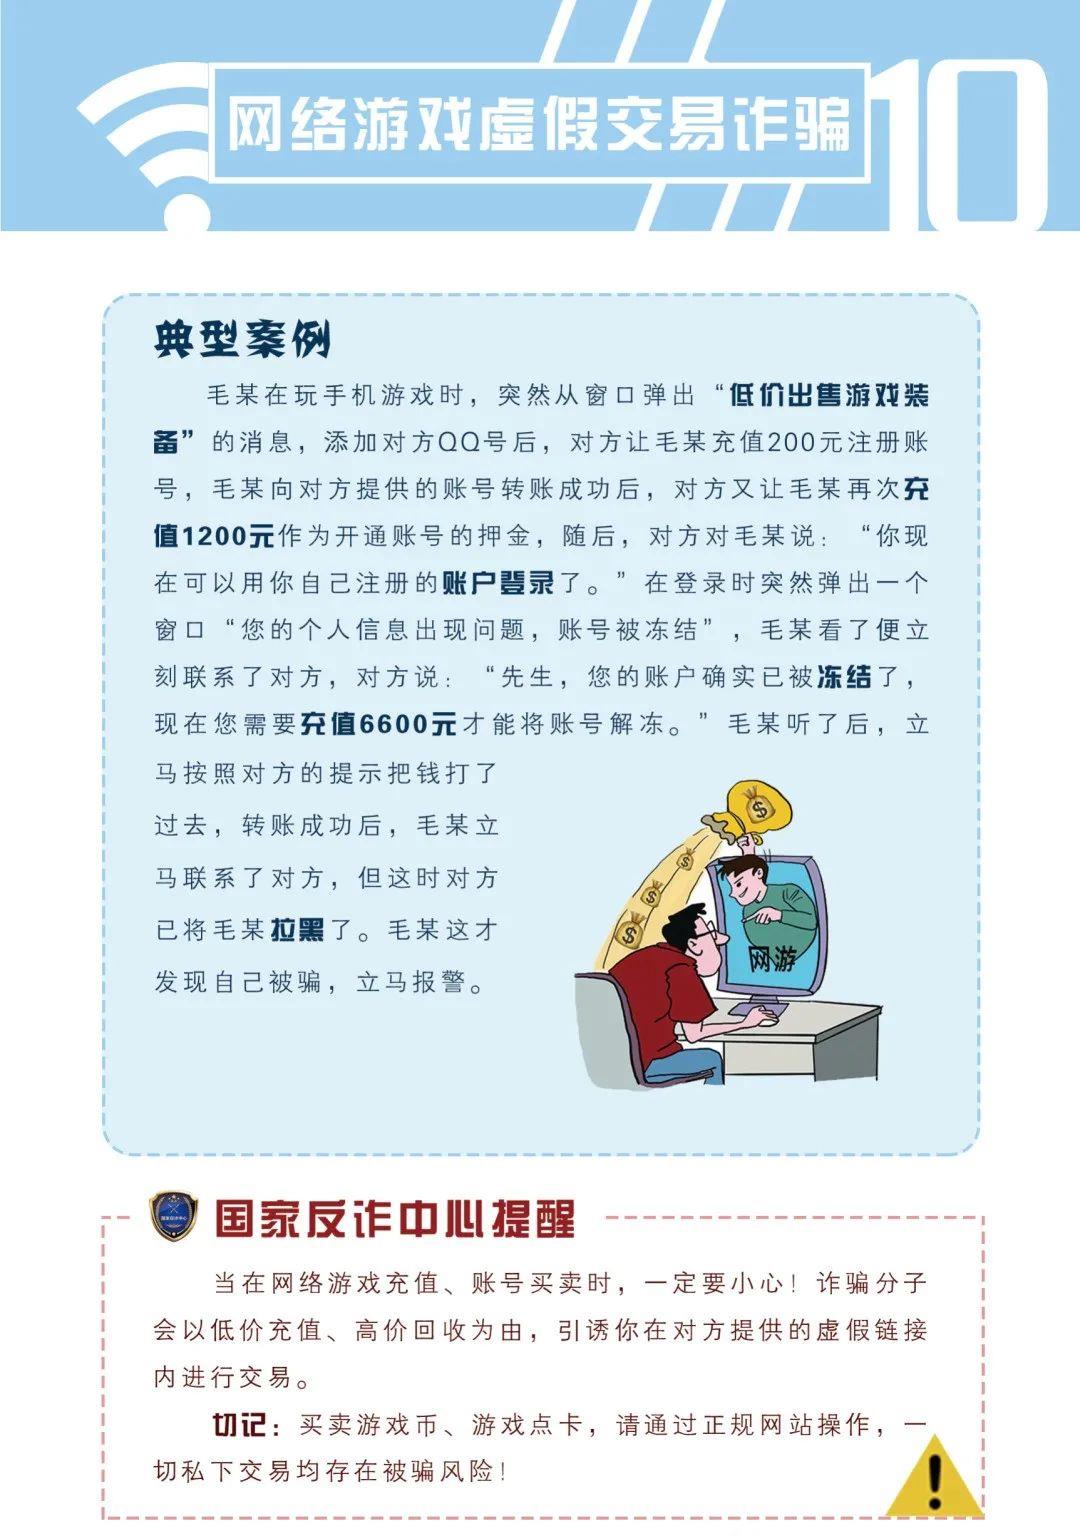 网络游戏虚假交易诈骗
10
典型案例
毛某在玩手机游戏时，突然从窗口弹出“低价出售游戏装
备”的消息，添加对方QQ号后，对方让毛某充值200元注册账
号，毛某向对方提供的账号转账成功后，对方又让毛某再次充
值1200元作为开通账号的押金，随后，对方对毛某说：“你现
在可以用你自己注册的账户登录了。”在登录时突然弹出一个
窗口“您的个人信息出现问题，账号被冻结”，毛某看了便立
刻联系了对方，对方说：“先生，您的账户确实已被冻结了，
现在您需要充值6600元才能将账号解冻。”毛某听了后，立
马按照对方的提示把钱打了
过去，转账成功后，毛某立
马联系了对方，但这时对方
已将毛某拉黑了。毛某这才
发现自己被骗，立马报警。
$
$
$
$
网游
国家反诈中心
国家反诈中心提醒
当在网络游戏充值、账号买卖时，一定要小心！诈骗分子
会以低价充值、高价回收为由，引诱你在对方提供的虚假链接
内进行交易。
切记：买卖游戏币、游戏点卡，请通过正规网站操作，一
切私下交易均存在被骗风险！
!